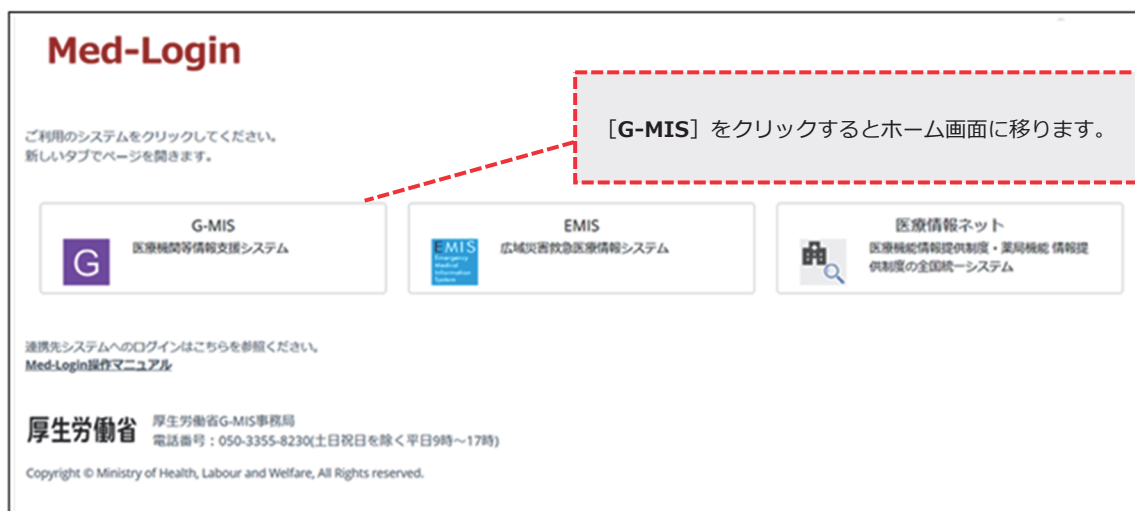 Med-Login
［G-MIS］をクリックするとホーム画面に移ります。
ご利用のシステムをクリックしてください。
新しいタブでページを開きます。
G-MIS
医療機関等情報支援システム
G
EMIS
広域災害救急医療情報システム
EMIS
Emergency
Medical
Information
System
医療情報ネット
医療機能情報提供制度・薬局機能 情報提
供制度の全国統一システム
連携先システムへのログインはこちらを参照ください。
Med-Login操作マニュアル
厚生労働省
厚生労働省G-MIS事務局
電話番号：050-3355-8230(土日祝日を除く平日9時～17時)
Copyright © Ministry of Health, Labour and Welfare, All Rights reserved.